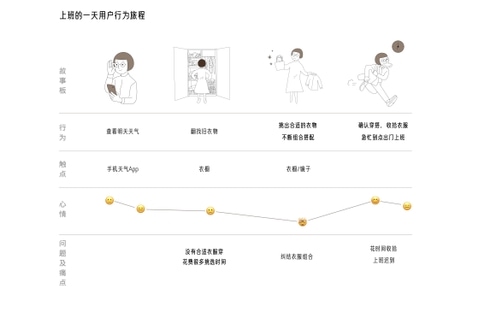 上班的一天用户行为旅程
故事板
行为
查看明天天气
翻找旧衣物
挑出合适的衣物
不断组合搭配
确认穿搭，收拾衣服
急忙到点出门上班
触点
手机天气App
衣橱
衣橱/镜子
心情
问题及痛点
没有合适衣服穿
花费很多挑选时间
纠结衣服组合
花时间收拾
上班迟到